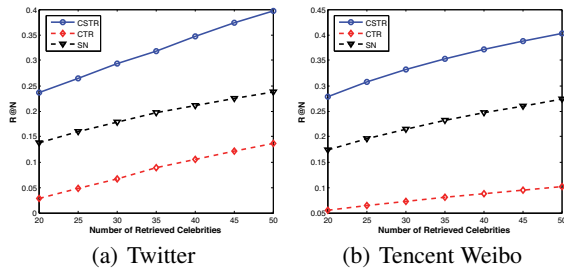 0.4
0.35
0.3
0.25
0.2
0.15
0.1
0.05
0
R @N
CSTR
CTR
SN
20 25 30 35 40 45 50
Number of Retrieved Celebrities
(a) Twitter
0.45
0.4
0.35
0.3
0.25
0.2
0.15
0.1
0.05
R @N
CSTR
CTR
SN
20 25 30 35 40 45 50
Number of Retrieved Celebrities
(b) Tencent Weibo